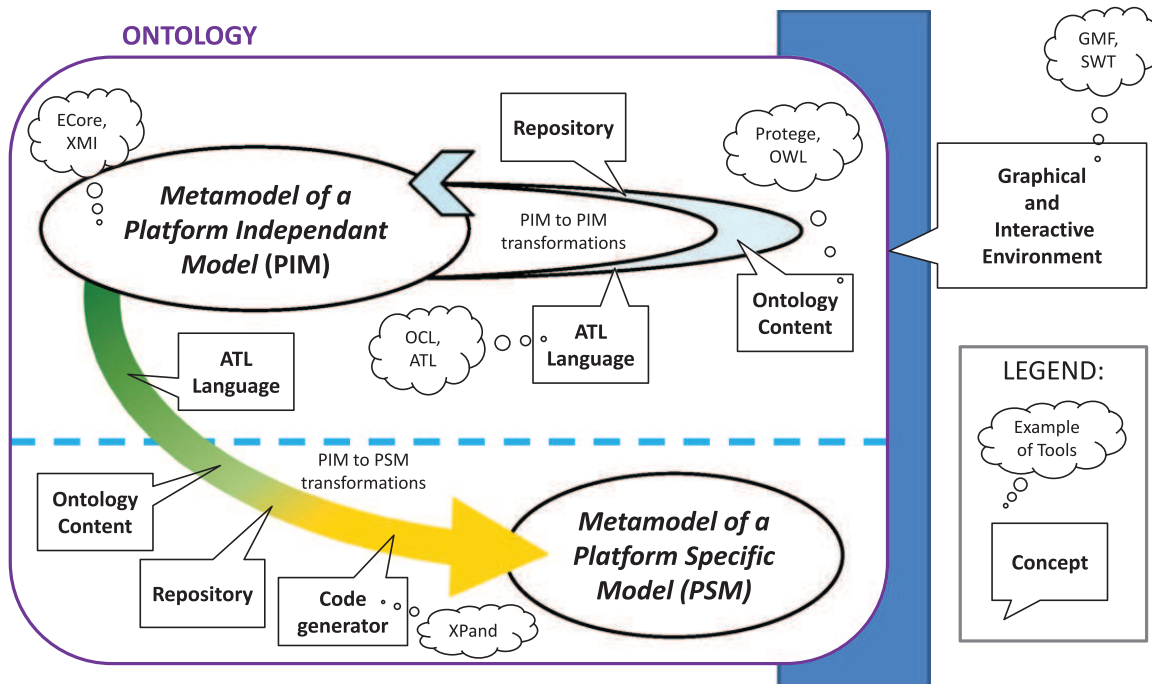 ONTOLOGY
GMF,
SWT
ECore,
XMI
Repository
Protege,
OWL
Metamodel of a
Platform Independant
Model (PIM)
PIM to PIM
transformations
Graphical
and
Interactive
Environment
Ontology
Content
OCL,
ATL
ATL
Language
ATL
Language
LEGEND:
Example
of Tools
Concept
PIM to PSM
transformations
Ontology
Content
Repository
Code
generator
XPand
Metamodel of a
Platform Specific
Model (PSM)